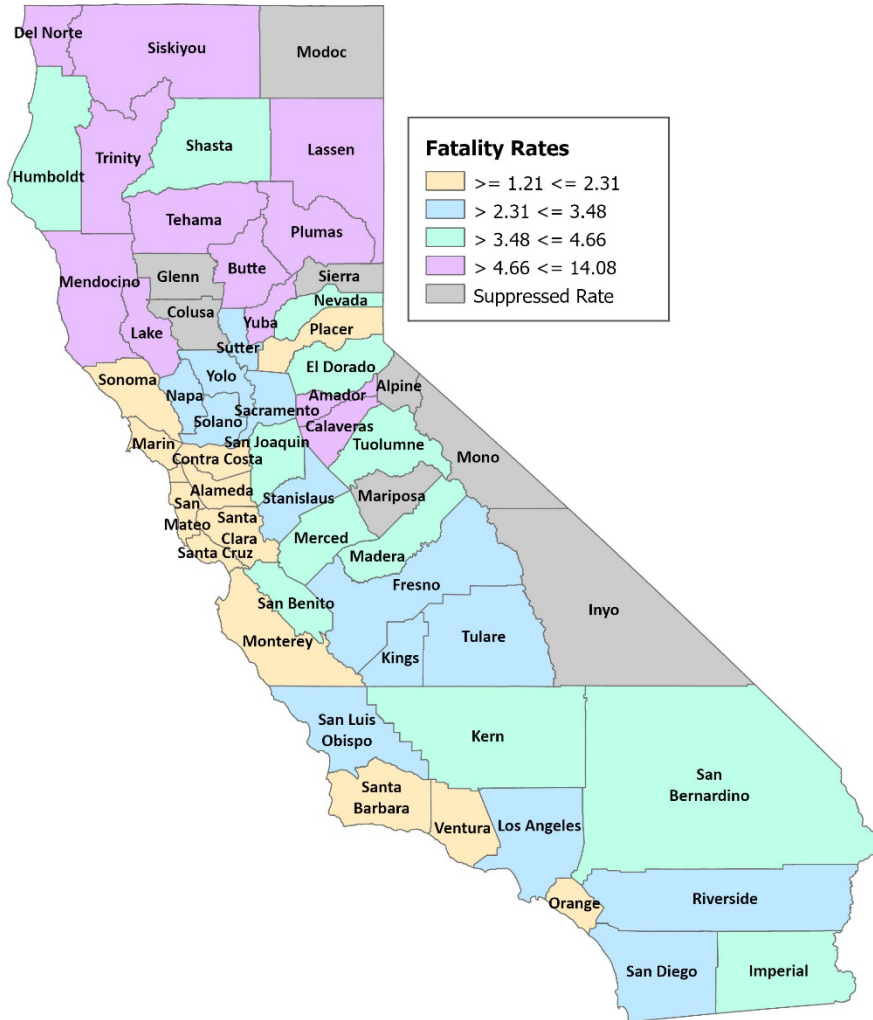 Del Norte
Siskiyou
Modoc
Humboldt
Trinity
Shasta
Lassen
Fatality Rates
>= 1.21 <= 2.31
> 2.31 <= 3.48
> 3.48 <= 4.66
> 4.66 <= 14.08
Suppressed Rate
Tehama
Plumas
Mendocino
Glenn
Butte
Sierra
Colusa
Nevada
Lake
Yuba
Placer
Sutter
El Dorado
Sonoma
Yolo
Napa
Sacramento
Amador
Alpine
Solano
Calaveras
Marin
San Joaquin
Tuolumne
Contra Costa
Mono
Alameda
Stanislaus
Mariposa
San
Mateo
Santa
Clara
Santa Cruz
Merced
Madera
Fresno
San Benito
Inyo
Monterey
Kings
Tulare
San Luis
Obispo
Kern
San
Bernardino
Santa
Barbara
Ventura
Los Angeles
Orange
Riverside
San Diego
Imperial